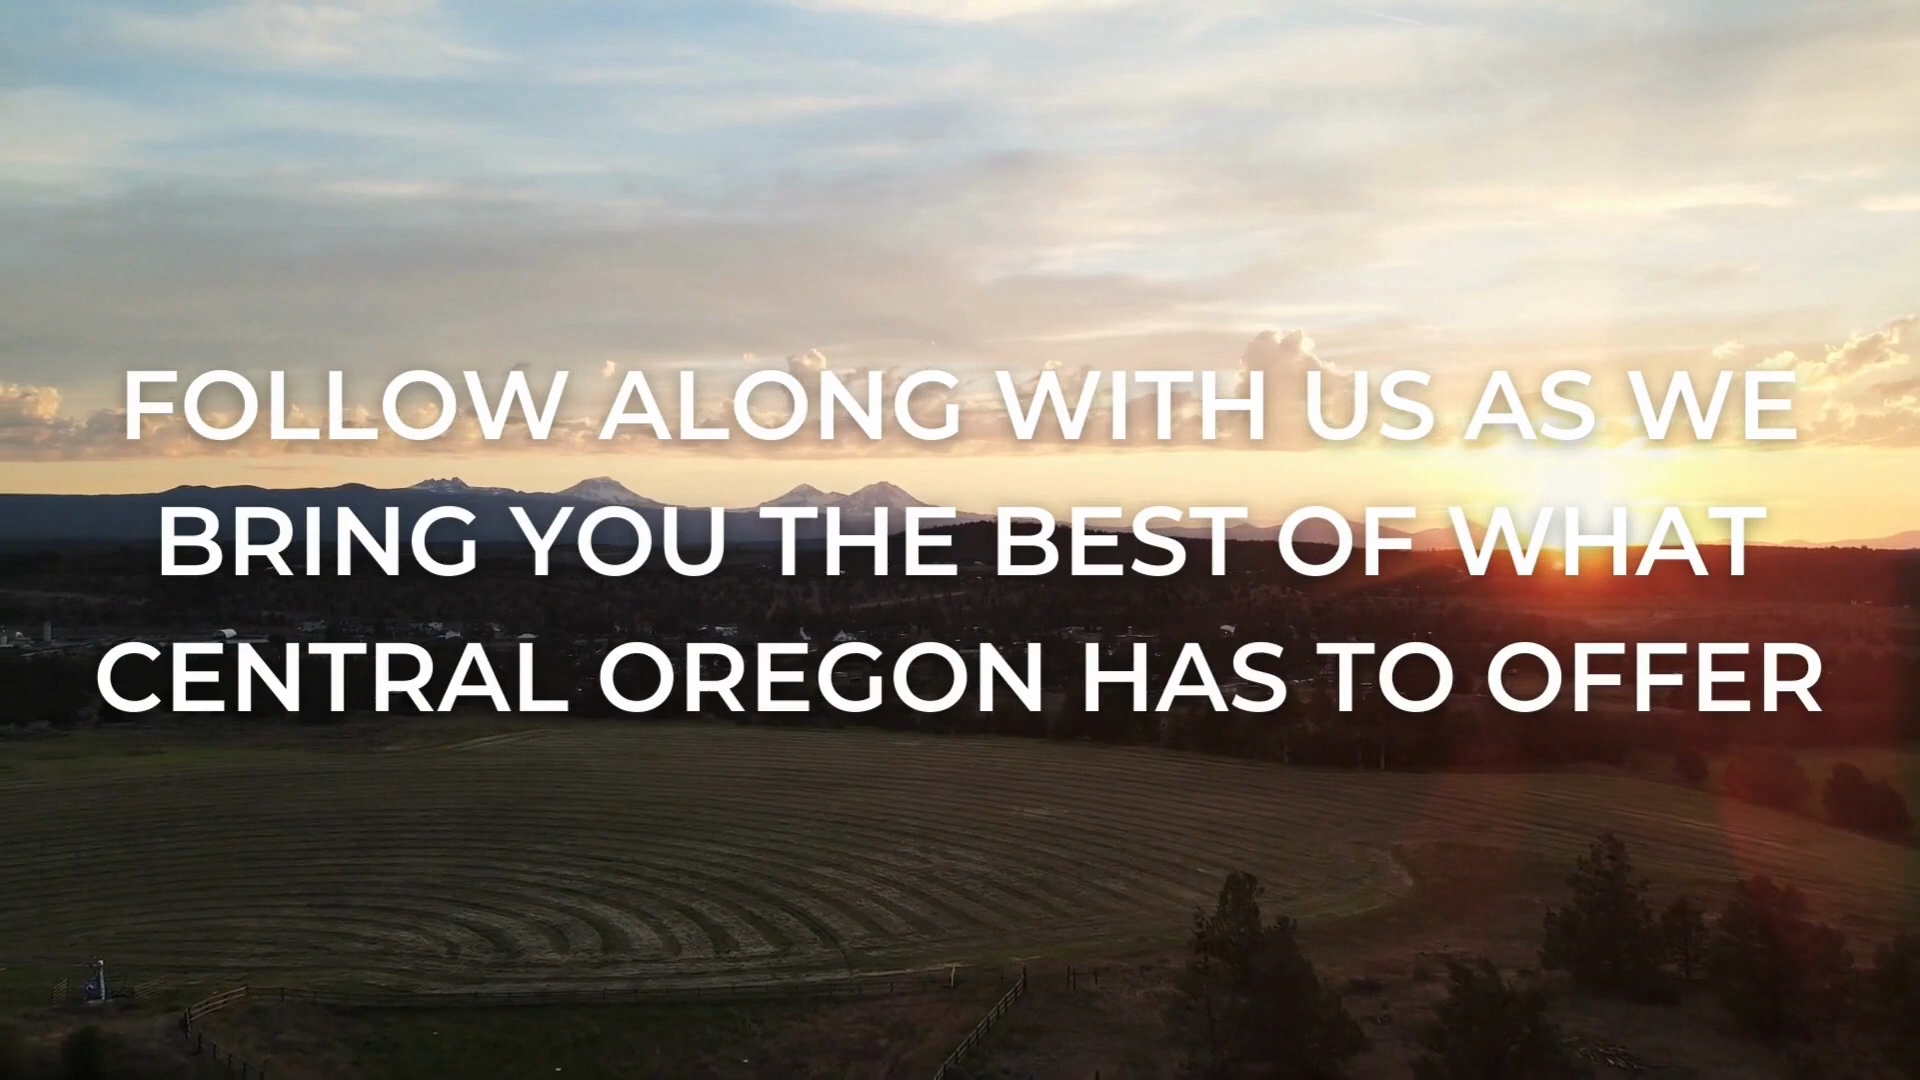 FOLLOW ALONG WITH US AS WE
BRING YOU THE BEST OF WHAT
CENTRAL OREGON HAS TO OFFER